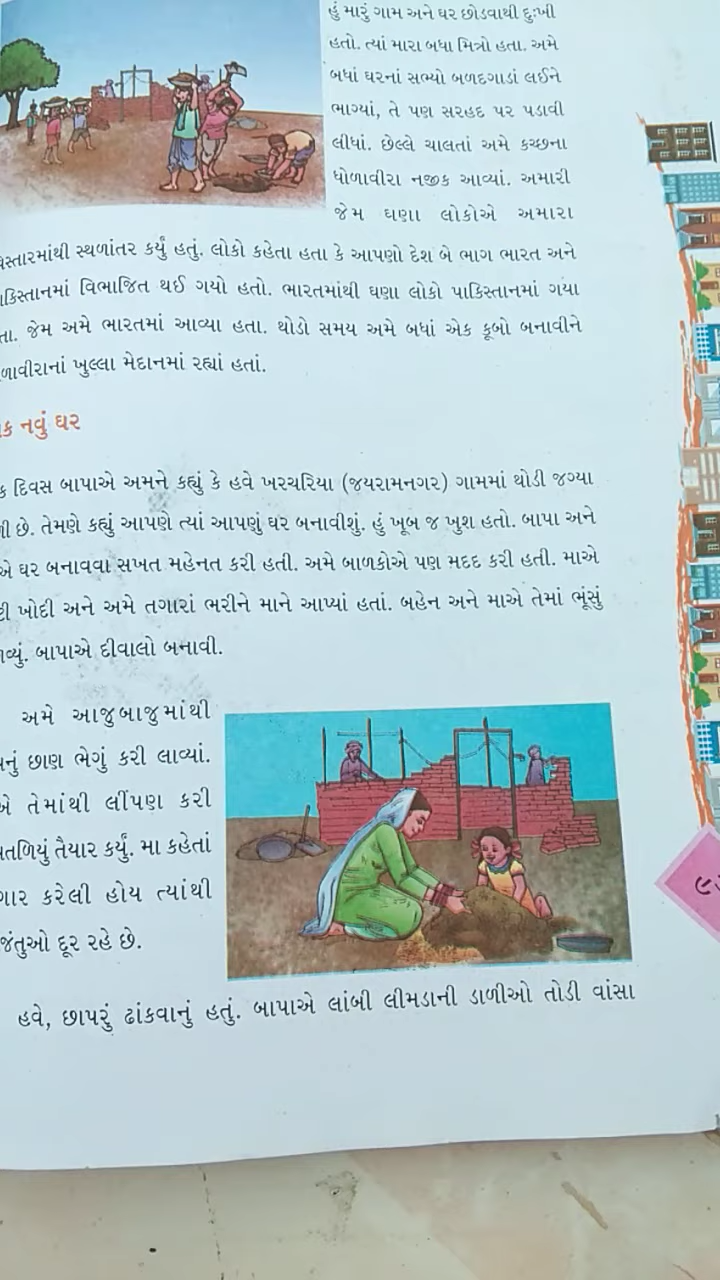 હું મારું ગામ અને ઘર છોડવાથી દુઃખી
હતો. ત્યાં મારા બધા મિત્રો હતા. અમે
બધાં ઘરનાં સભ્યો બળદગાડાં લઈને
ભાગ્યાં, તે પણ સરહદ પર પડાવી
લીધાં. છેલ્લે ચાલતાં અમે કચ્છના
ધોળાવીરા નજીક આવ્યાં. અમારી
જેમ ઘણા લોકોએ અમારા
સ્તારમાંથી સ્થળાંતર કર્યું હતું. લોકો કહેતા હતા કે આપણો દેશ બે ભાગ ભારત અને
કિસ્તાનમાં વિભાજિત થઈ ગયો હતો. ભારતમાંથી ઘણા લોકો પાકિસ્તાનમાં ગયા
તા. જેમ અમે ભારતમાં આવ્યા હતા. થોડો સમય અમે બધાં એક કૂબો બનાવીને
ળાવીરાનાં ખુલ્લા મેદાનમાં રહ્યાં હતાં.
ક નવું ઘર
ક દિવસ બાપાએ અમને કહ્યું કે હવે ખરચરિયા (જયરામનગર) ગામમાં થોડી જગ્યા
ી છે. તેમણે કહ્યું આપણે ત્યાં આપણું ઘર બનાવીશું. હું ખૂબ જ ખુશ હતો. બાપા અને
એ ઘર બનાવવા સખત મહેનત કરી હતી. અમે બાળકોએ પણ મદદ કરી હતી. માએ
ટી ખોદી અને અમે તગારાં ભરીને માને આપ્યાં હતાં. બહેન અને માએ તેમાં ભૂંસું
વ્યું. બાપાએ દીવાલો બનાવી.
અમે આજુબાજુમાંથી
નું છાણ ભેગું કરી લાવ્યાં.
એ તેમાંથી લીંપણ કરી
તળિયું તૈયાર કર્યું. મા કહેતાં
ગાર કરેલી હોય ત્યાંથી
જંતુઓ દૂર રહે છે.
હવે, છાપરું ઢાંકવાનું હતું. બાપાએ લાંબી લીમડાની ડાળીઓ તોડી વાંસા